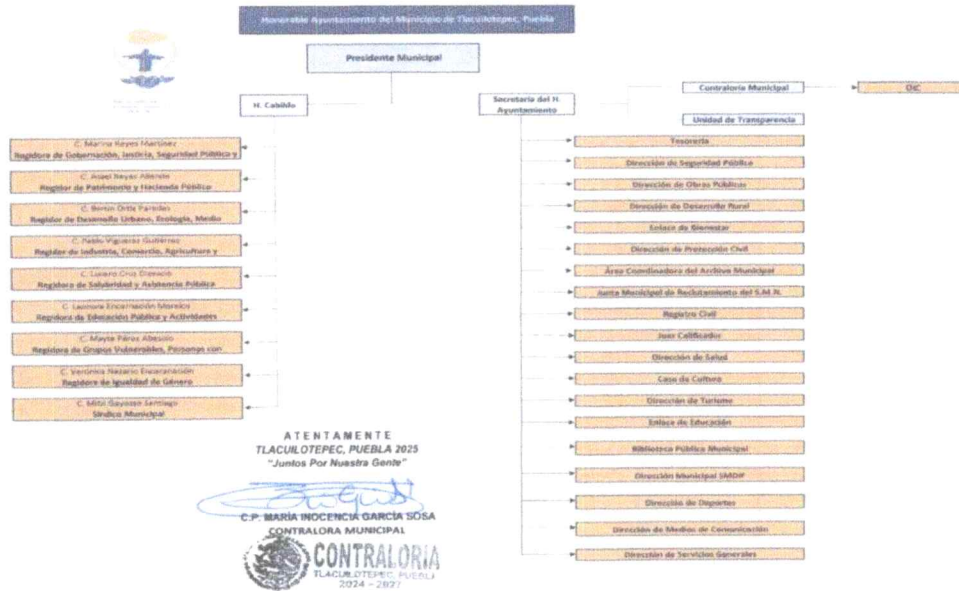 Honorable Ayuntamiento del Municipio de Tlacuilotepec, Puebla
Presidente Municipal
H. Cabildo
Secretaría del H.
Ayuntamiento
Contraloría Municipal
OIC
Unidad de Transparencia
C. Marina Reyes Martínez
Regidora de Gobernación, Justicia, Seguridad Pública y
Reyes Allende
Regidor de Patrimonio y Hacienda Pública
C. Ortiz Paredes
Regidor de Desarrollo Urbano, Ecología, Medio
C. Pablo Vigueras Gutiérrez
Regidor de Industria, Comercio, Agricultura y
C. Lucero Cruz
Regidora de Salubridad y Asistencia Pública
C. Leonora Encarnación Morelos
Regidora de Educación Pública y Actividades
C. Mayte Pérez
Regidora de Grupos Vulnerables, Personas con
C. Verónica Nazario Encarnación
Regidora de Igualdad de Género
C. Gayosso Santiago
Síndico Municipal
Tesorería
Dirección de Seguridad Pública
Dirección de Obras Públicas
Dirección de Desarrollo Rural
Enlace de Bienestar
Dirección de Protección Civil
Área Coordinadora del Archivo Municipal
Junta Municipal de Reclutamiento del S.M.N.
Registro Civil
Juez Calificador
Dirección de Salud
Casa de Cultura
Dirección de Turismo
Enlace de Educación
Biblioteca Pública Municipal
Dirección Municipal SMDIF
Dirección de Deportes
Dirección de Medios de Comunicación
Dirección de Servicios Generales
ATENTAMENTE
TLACUILOTEPEC, PUEBLA 2025
"Juntos Por Nuestra Gente"
C.P. MARÍA INOCENCIA GARCÍA SOSA
CONTRALORA MUNICIPAL
CONTRALORÍA
TLACUILOTEPEC, PUEBLA
2024 - 2027